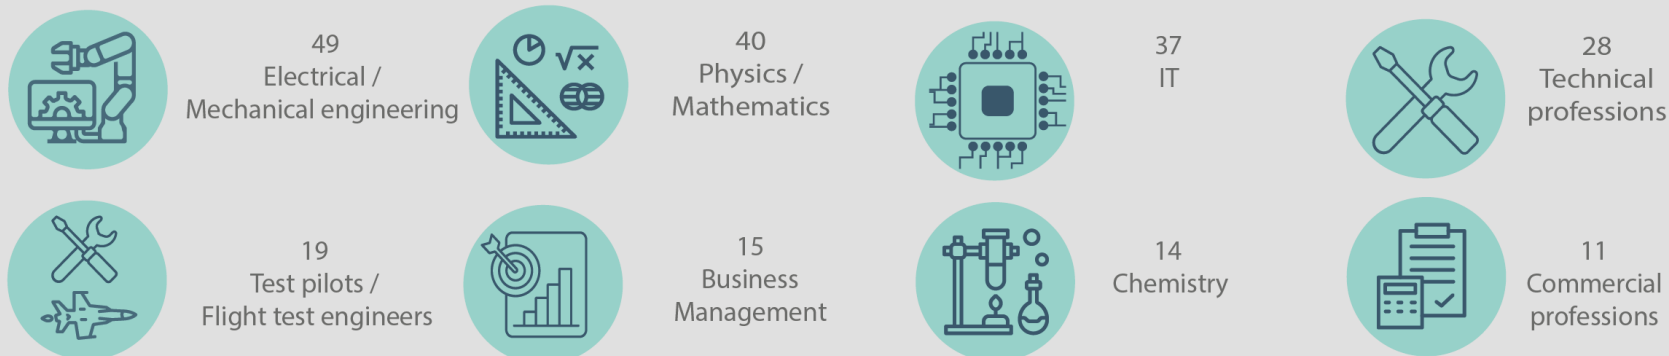 49
Electrical /
Mechanical engineering
40
Physics /
Mathematics
37
IT
28
Technical
professions
19
Test pilots /
Flight test engineers
15
Business
Management
14
Chemistry
11
Commercial
professions